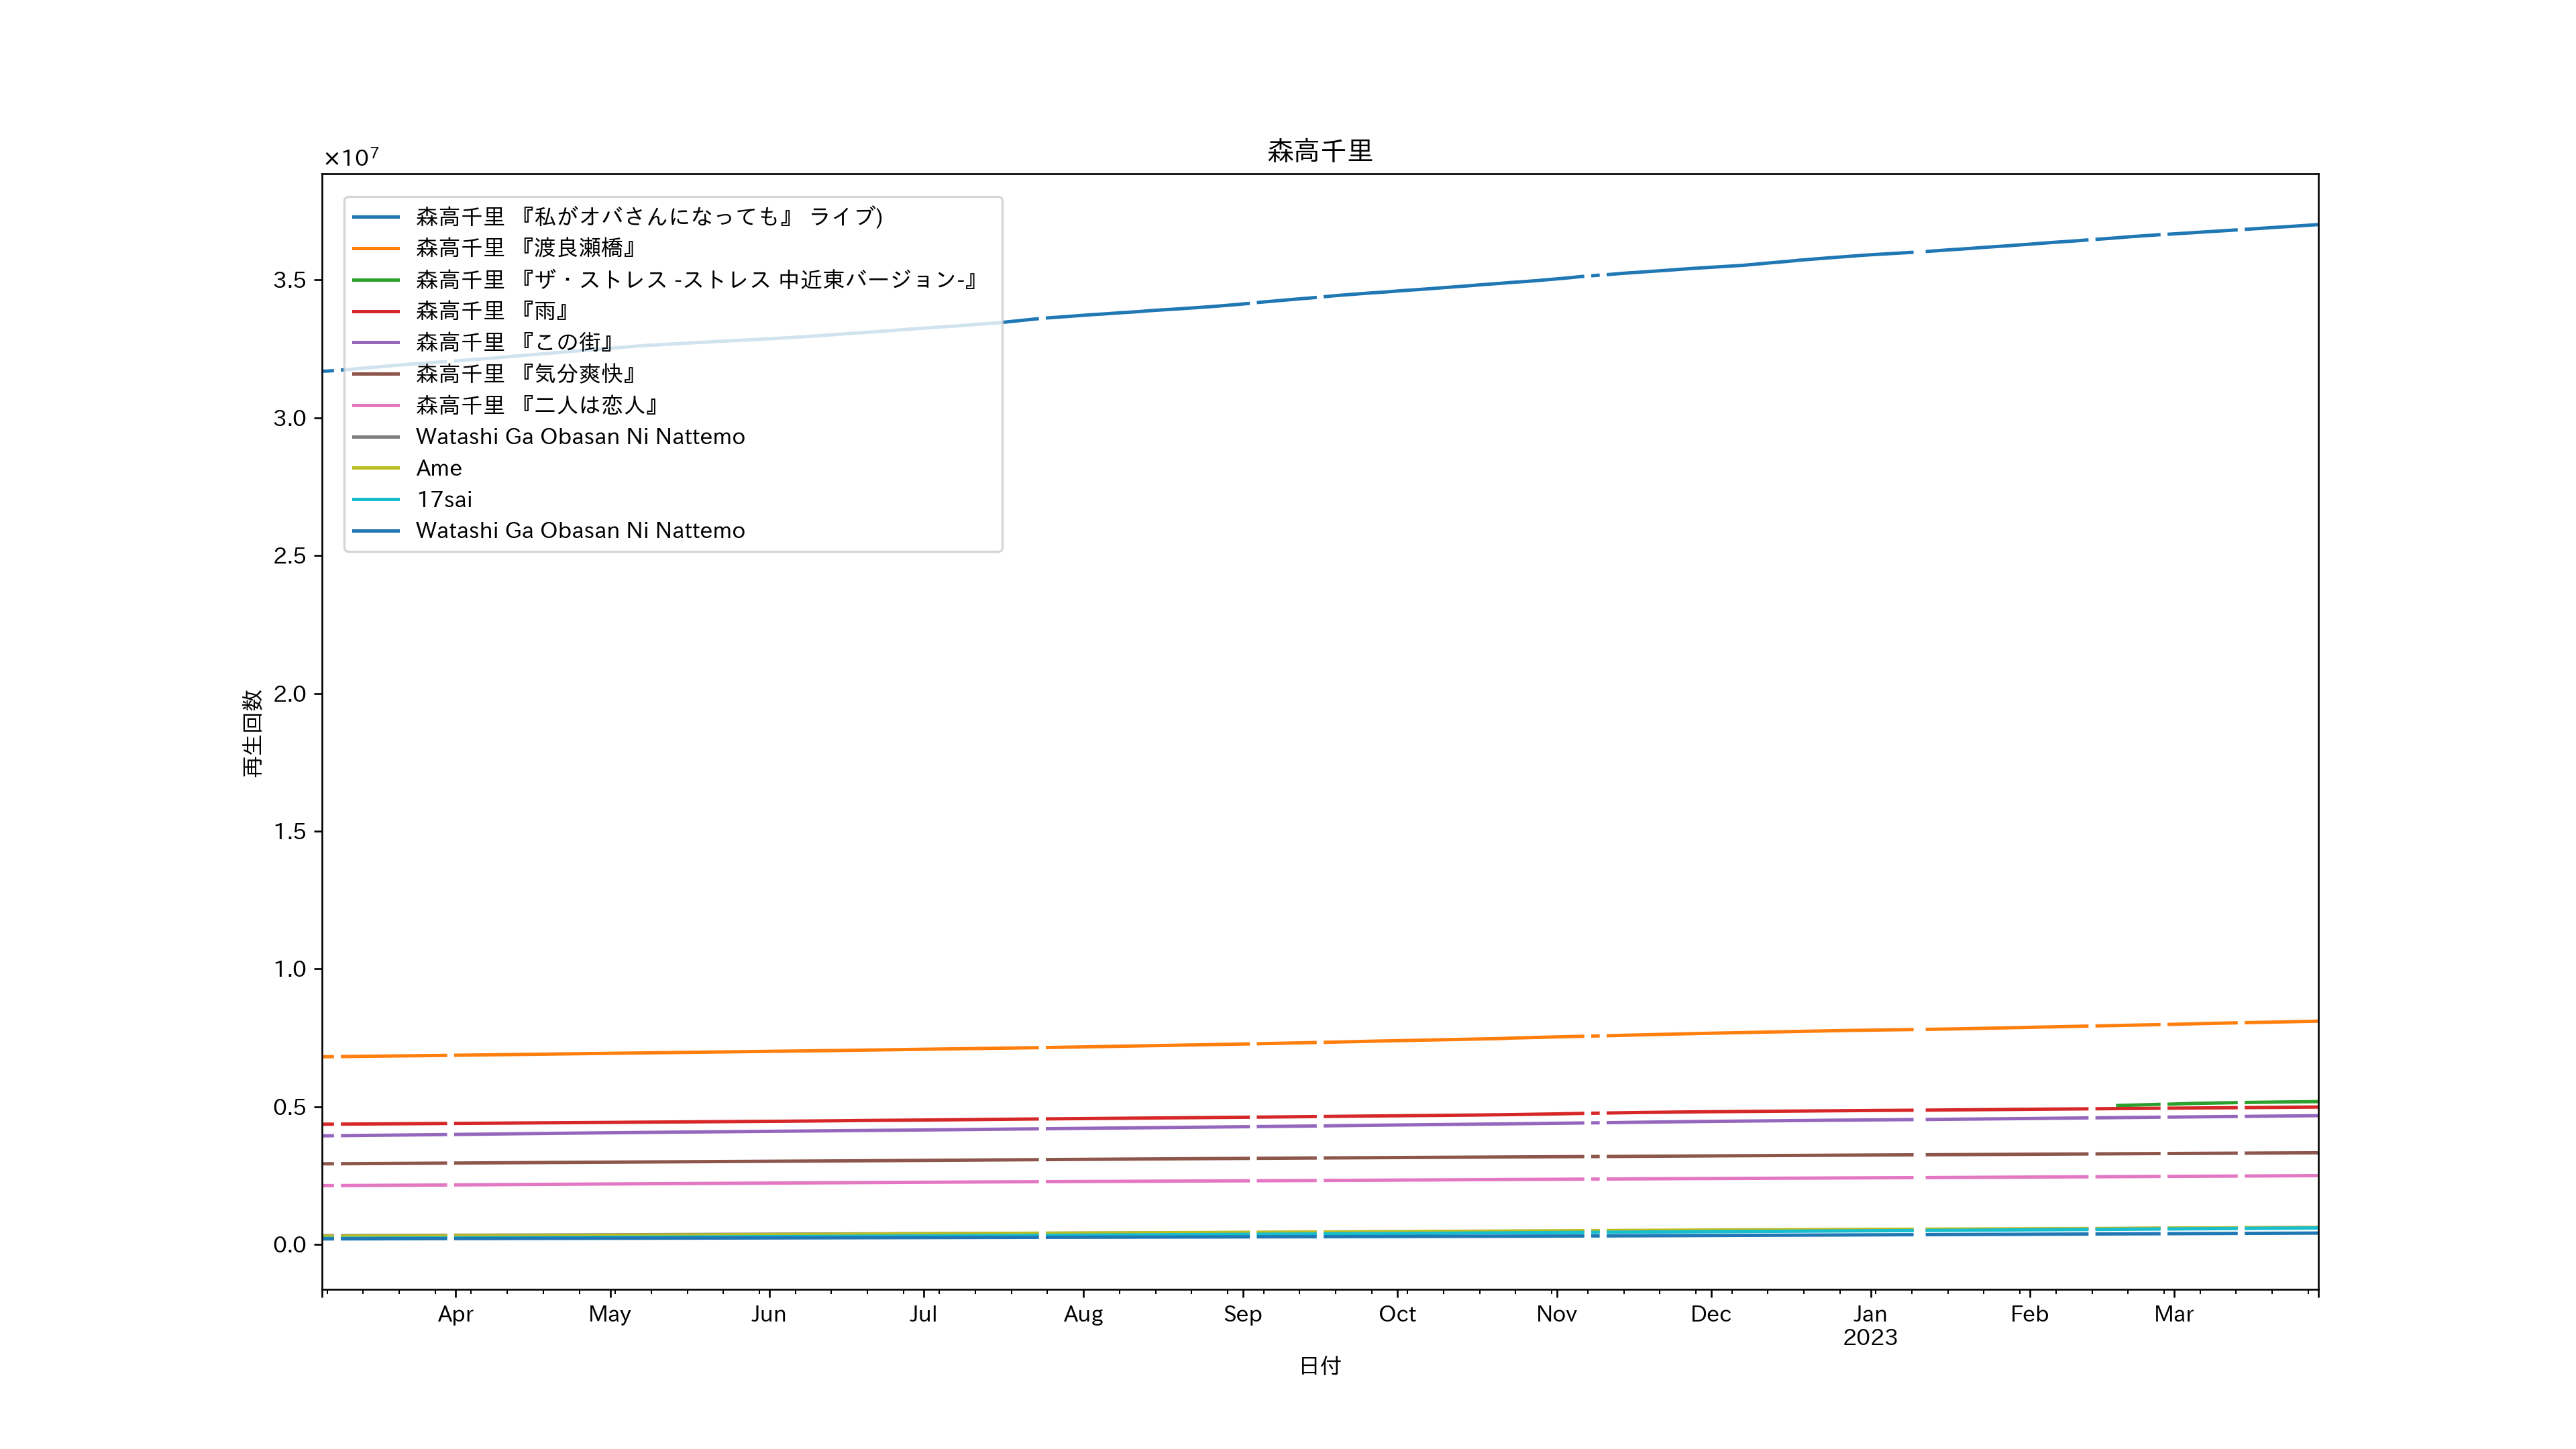 森高千里
×10⁷
森高千里 『私がオバさんになっても』 ライブ)
森高千里 『渡良瀬橋』
森高千里 『ザ・ストレス -ストレス 中近東バージョン-』
森高千里 『雨』
森高千里 『この街』
森高千里 『気分爽快』
森高千里 『二人は恋人』
Watashi Ga Obasan Ni Nattemo
Ame
17sai
Watashi Ga Obasan Ni Nattemo
3.5
3.0
2.5
2.0
1.5
1.0
0.5
0.0
再生回数
Apr May Jun Jul Aug Sep Oct Nov Dec Jan Feb Mar
2023
日付